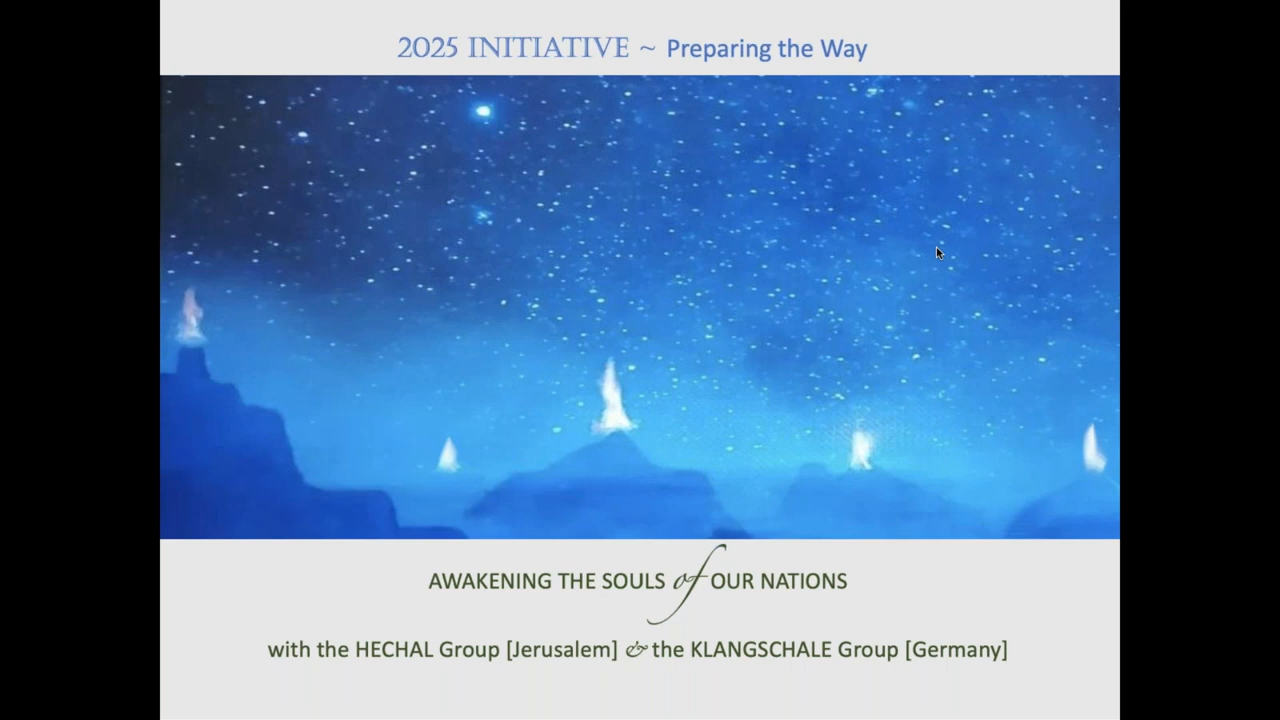 2025 INITIATIVE ~ Preparing the Way
AWAKENING THE SOULS of OUR NATIONS
with the HECHAL Group [Jerusalem] & the KLANGSCHALE Group [Germany]